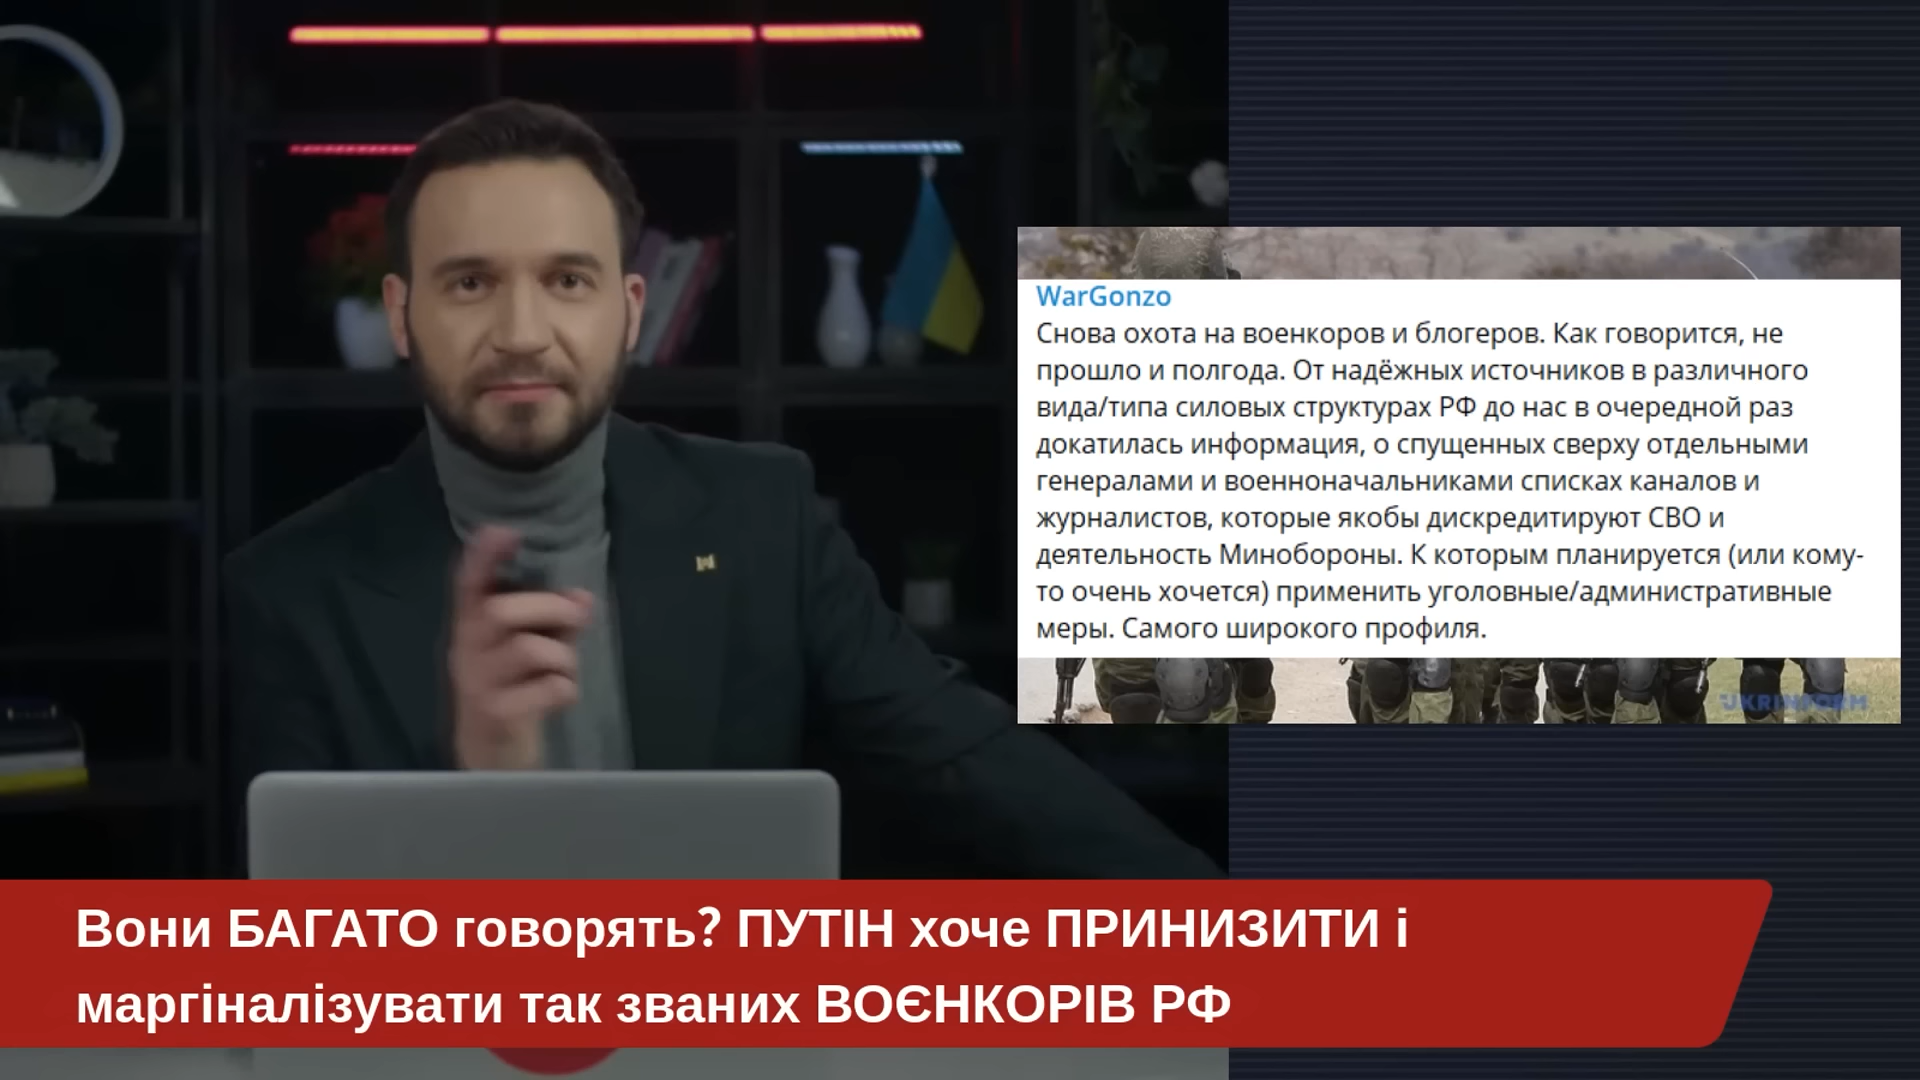 WarGonzo
Снова охота на военкоров и блогеров. Как говорится, не
прошло и полгода. От надёжных источников в различного
вида/типа силовых структурах РФ до нас в очередной раз
докатилась информация, о спущенных сверху отдельными
генералами и военноначальниками списках каналов и
журналистов, которые якобы дискредитируют СВО и
деятельность Минобороны. К которым планируется (или кому-
то очень хочется) применить уголовные/административные
меры. Самого широкого профиля.
UKRINFORM
Вони БАГАТО говорять? ПУТІН хоче ПРИНИЗИТИ і
маргіналізувати так званих ВОЄНКОРІВ РФ